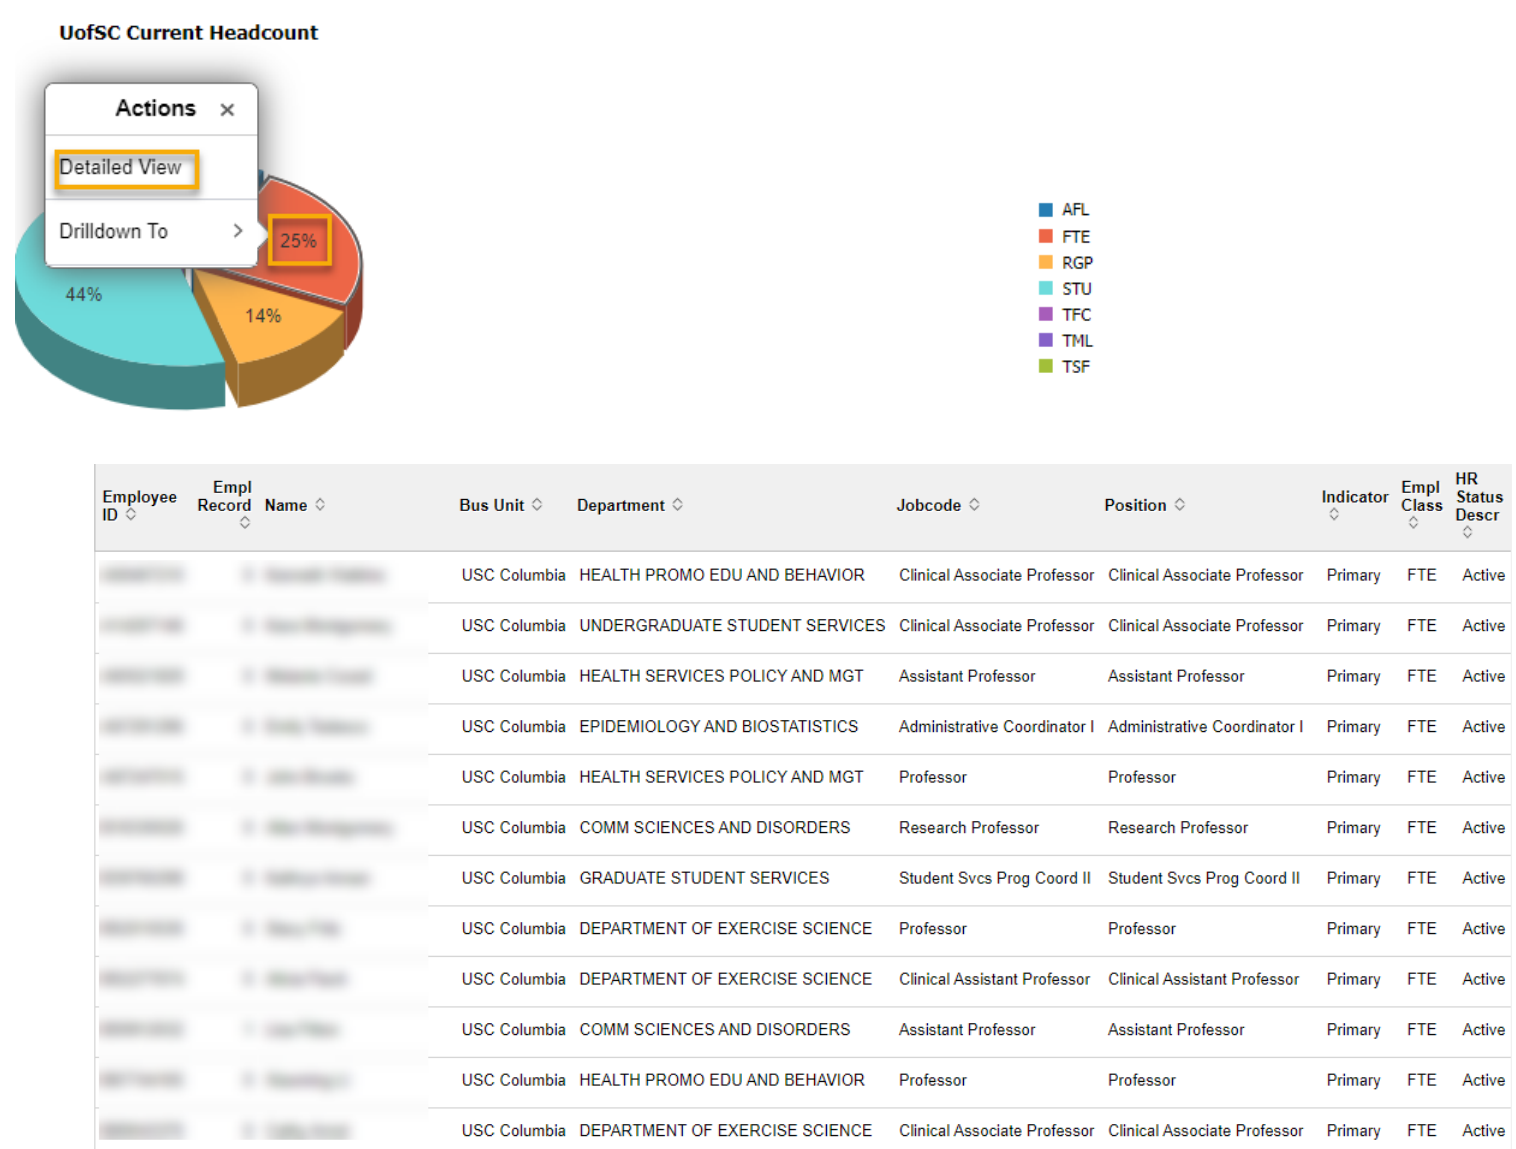 UofSC Current Headcount
Actions ×
Detailed View
Drilldown To >
25%
44%
14%
AFL
FTE
RGP
STU
TFC
TML
TSF
Employee ID Empl Record Name Bus Unit Department Jobcode Position Indicator Empl Class HR Status Descr
USC Columbia HEALTH PROMO EDU AND BEHAVIOR Clinical Associate Professor Clinical Associate Professor Primary FTE Active
USC Columbia UNDERGRADUATE STUDENT SERVICES Clinical Associate Professor Clinical Associate Professor Primary FTE Active
USC Columbia HEALTH SERVICES POLICY AND MGT Assistant Professor Assistant Professor Primary FTE Active
USC Columbia EPIDEMIOLOGY AND BIOSTATISTICS Administrative Coordinator I Administrative Coordinator I Primary FTE Active
USC Columbia HEALTH SERVICES POLICY AND MGT Professor Professor Primary FTE Active
USC Columbia COMM SCIENCES AND DISORDERS Research Professor Research Professor Primary FTE Active
USC Columbia GRADUATE STUDENT SERVICES Student Svcs Prog Coord II Student Svcs Prog Coord II Primary FTE Active
USC Columbia DEPARTMENT OF EXERCISE SCIENCE Professor Professor Primary FTE Active
USC Columbia DEPARTMENT OF EXERCISE SCIENCE Clinical Assistant Professor Clinical Assistant Professor Primary FTE Active
USC Columbia COMM SCIENCES AND DISORDERS Assistant Professor Assistant Professor Primary FTE Active
USC Columbia HEALTH PROMO EDU AND BEHAVIOR Professor Professor Primary FTE Active
USC Columbia DEPARTMENT OF EXERCISE SCIENCE Clinical Associate Professor Clinical Associate Professor Primary FTE Active